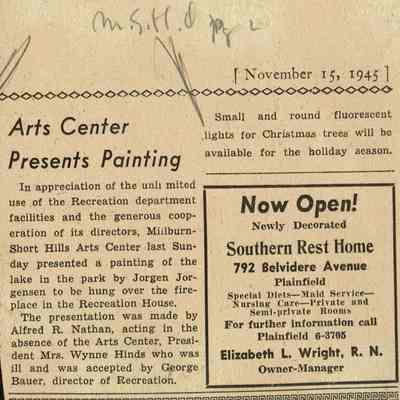 M.S.H. pg 2
[ November 15, 1945 ]
Arts Center
Presents Painting
In appreciation of the unli mited
use of the Recreation department
facilities and the generous coop-
eration of its directors, Millburn-
Short Hills Arts Center last Sun-
day presented a painting of the
lake in the park by Jorgen Jor-
gensen to be hung over the fire-
place in the Recreation House.
The presentation was made by
Alfred R. Nathan, acting in the
absence of the Arts Center, Presi-
dent Mrs. Wynne Hinds who was
ill and was accepted by George
Bauer, director of Recreation.
Small and round fluorescent
lights for Christmas trees will be
available for the holiday season.
Now Open!
Newly Decorated
Southern Rest Home
792 Belvidere Avenue
Plainfield
Special Diets—Maid Service—
Nursing Care—Private and
Semi-private Rooms
For further information call
Plainfield 6-3705
Elizabeth L. Wright, R. N.
Owner-Manager